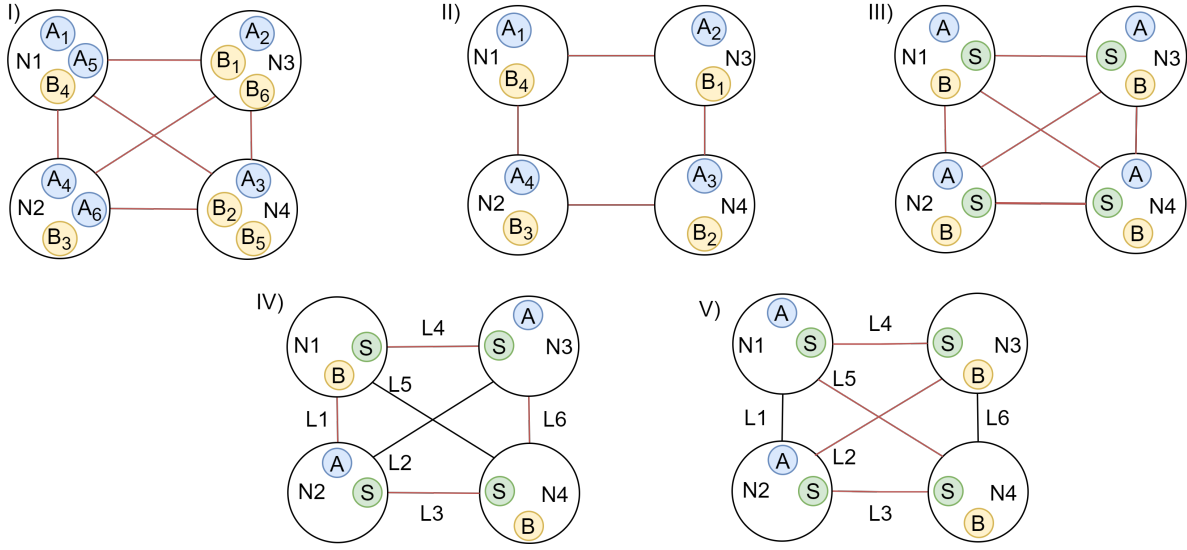 I)
A1
N1
A5
B4
A2
B1
N3
B6
A4
N2
A6
B3
A3
B2
N4
B5
II)
A1
N1
B4
A2
N3
B1
A4
N2
B3
A3
N4
B2
III)
A
N1
S
B
A
S
N3
B
A
N2
S
B
A
S
N4
B
IV)
N1
S
B
L4
A
S
N3
L5
L1
L6
A
L2
N2
S
L3
S
N4
B
V)
A
N1
S
L4
S
N3
B
L5
L1
L6
A
L2
N2
S
L3
S
N4
B